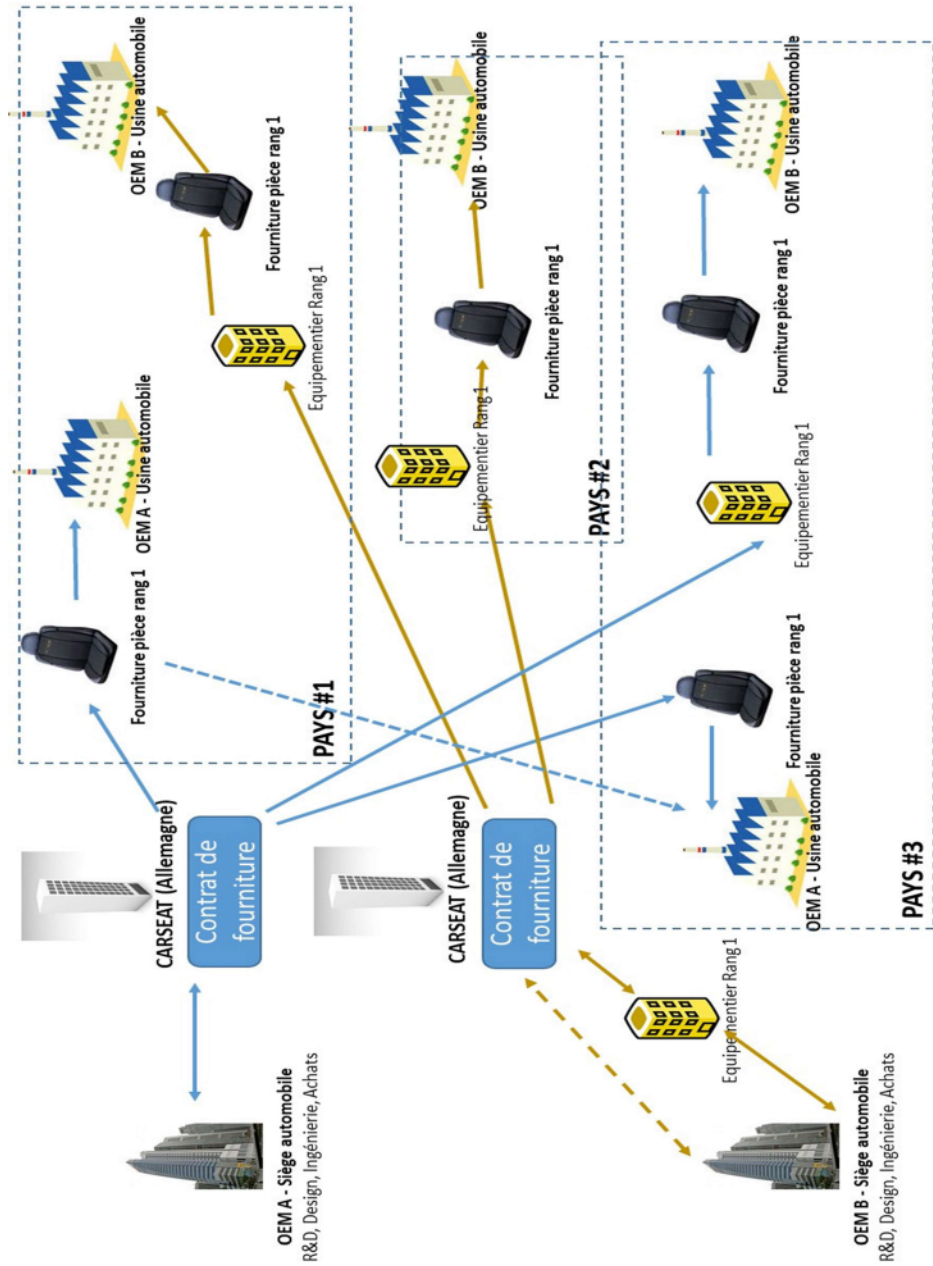 OEM A - Siège automobile
R&D, Design, Ingénierie, Achats
CARSEAT (Allemagne)
Contrat de
fourniture
Fourniture pièce rang 1
OEM A - Usine automobile
Equipementier Rang 1
Fourniture pièce rang 1
OEM B - Usine automobile
PAYS #1
CARSEAT (Allemagne)
Contrat de
fourniture
Equipementier Rang 1
Fourniture pièce rang 1
OEM B - Usine automobile
PAYS #2
Equipementier Rang 1
OEM B - Siège automobile
R&D, Design, Ingénierie, Achats
OEM A - Usine automobile
Fourniture pièce rang 1
Equipementier Rang 1
Fourniture pièce rang 1
OEM B - Usine automobile
PAYS #3